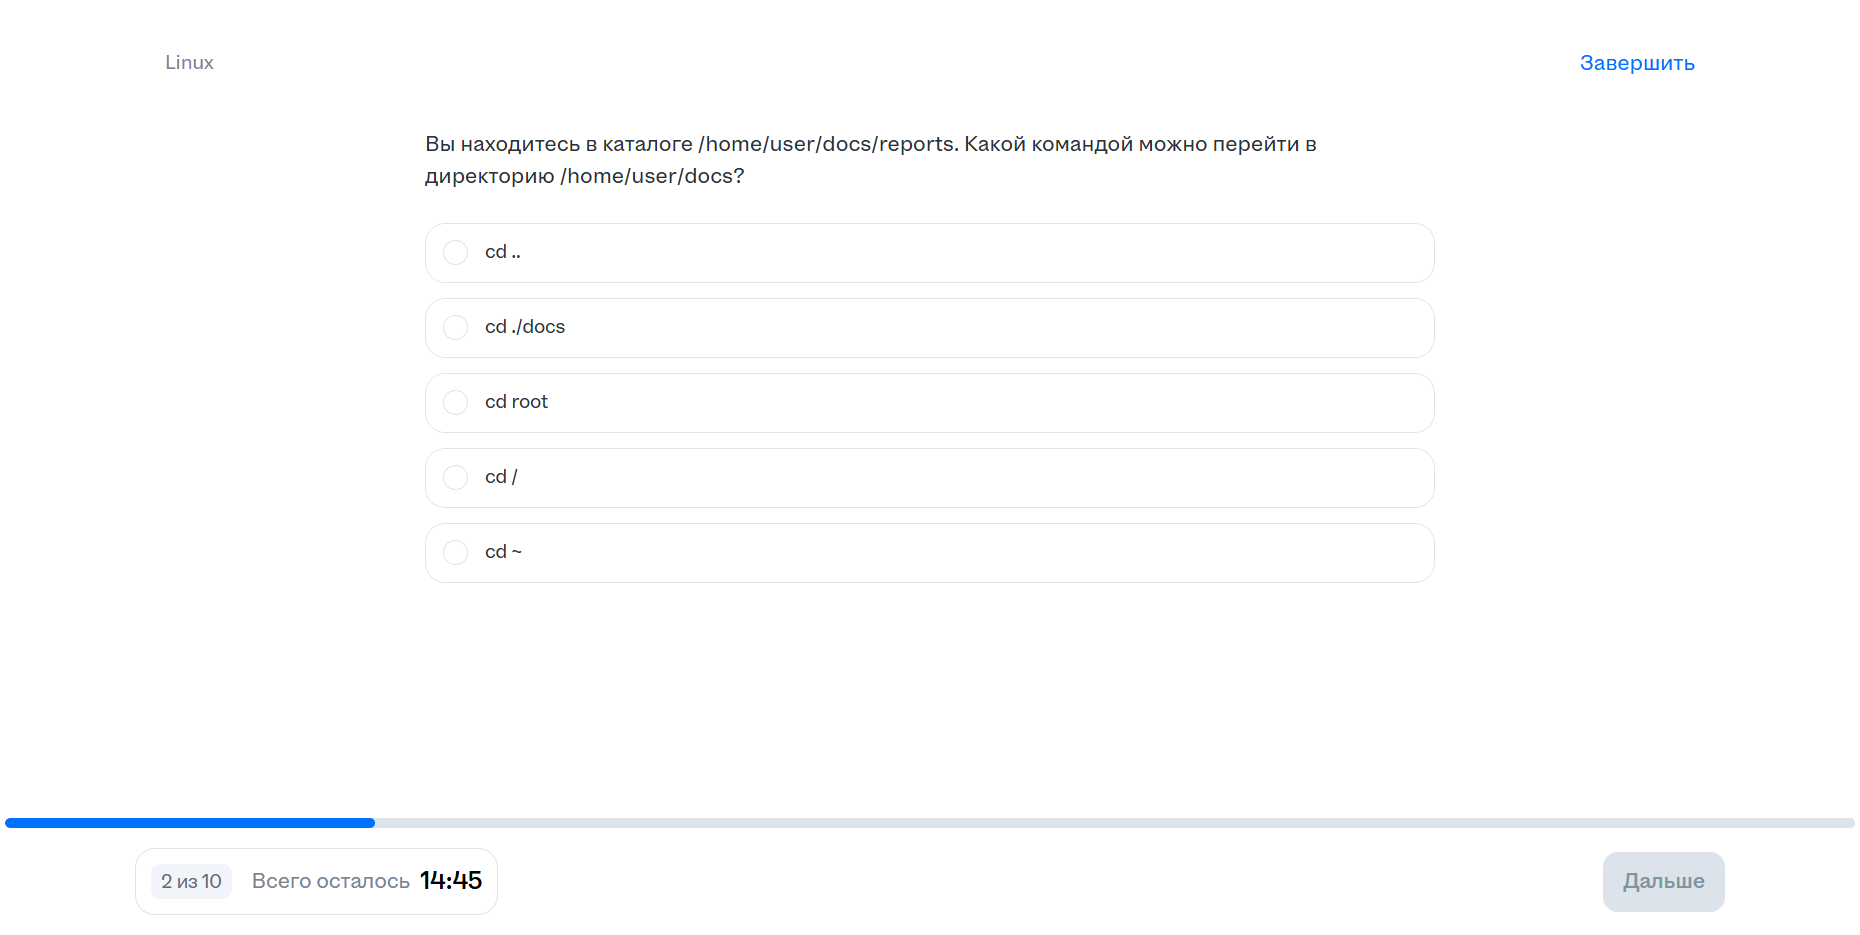 Linux
Завершить
Вы находитесь в каталоге /home/user/docs/reports. Какой командой можно перейти в
директорию /home/user/docs?
cd ..
cd ./docs
cd root
cd /
cd ~
2 из 10
Всего осталось 14:45
Дальше